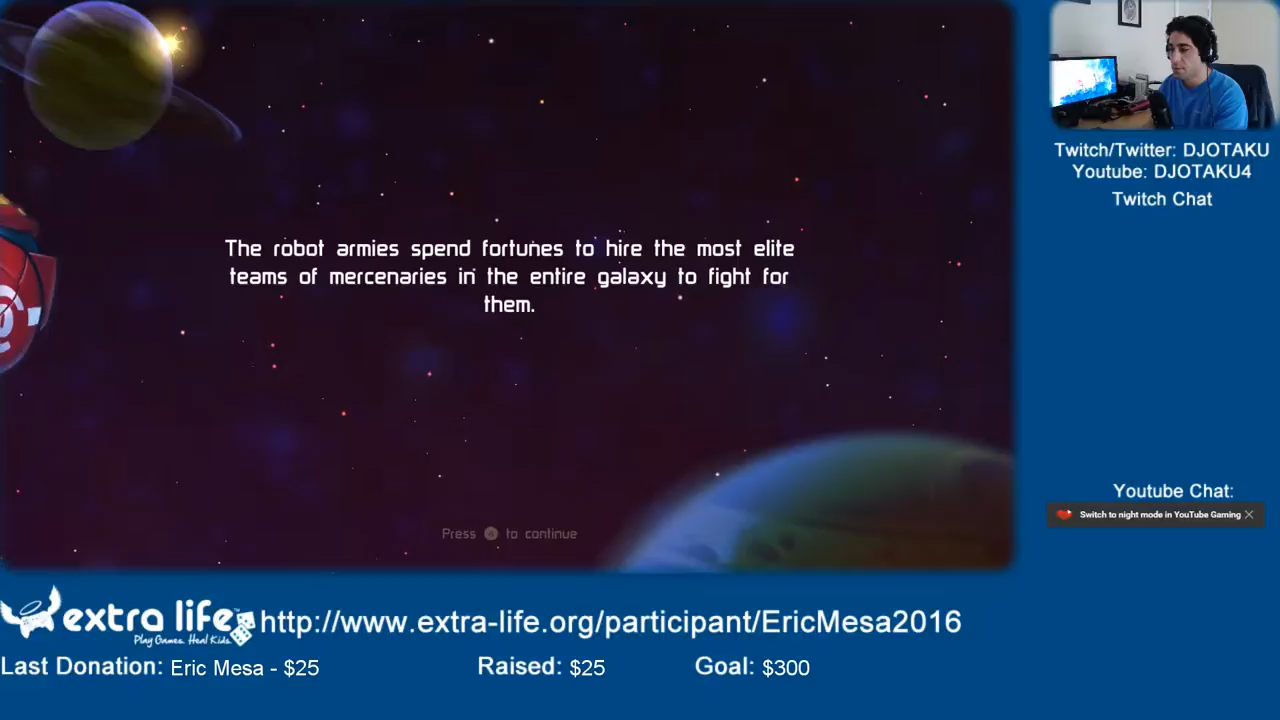 The robot armies spend fortunes to hire the most elite
teams of mercenaries in the entire galaxy to fight for
them.
Press to continue
Twitch/Twitter: DJOTAKU
Youtube: DJOTAKU4
Twitch Chat
Youtube Chat:
Switch to night mode in YouTube Gaming
extra life
Play Games. Heal Kids.
http://www.extra-life.org/participant/EricMesa2016
Last Donation: Eric Mesa - $25
Raised: $25
Goal: $300